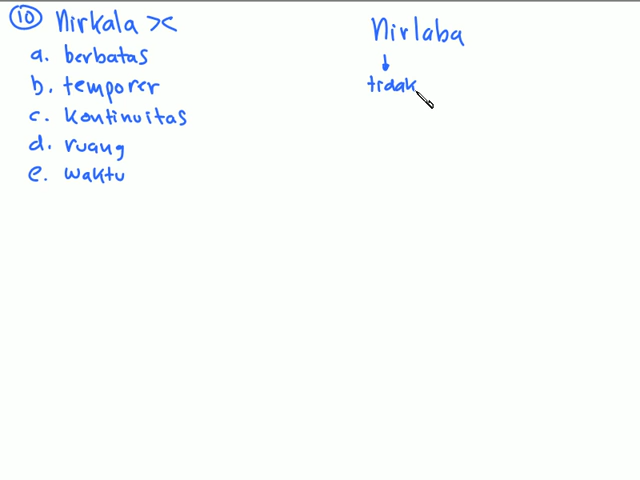 10 Nirkala ><
a. berbatas
b. temporer
c. kontinuitas
d. ruang
e. waktu
Nirlaba
↓
tidak